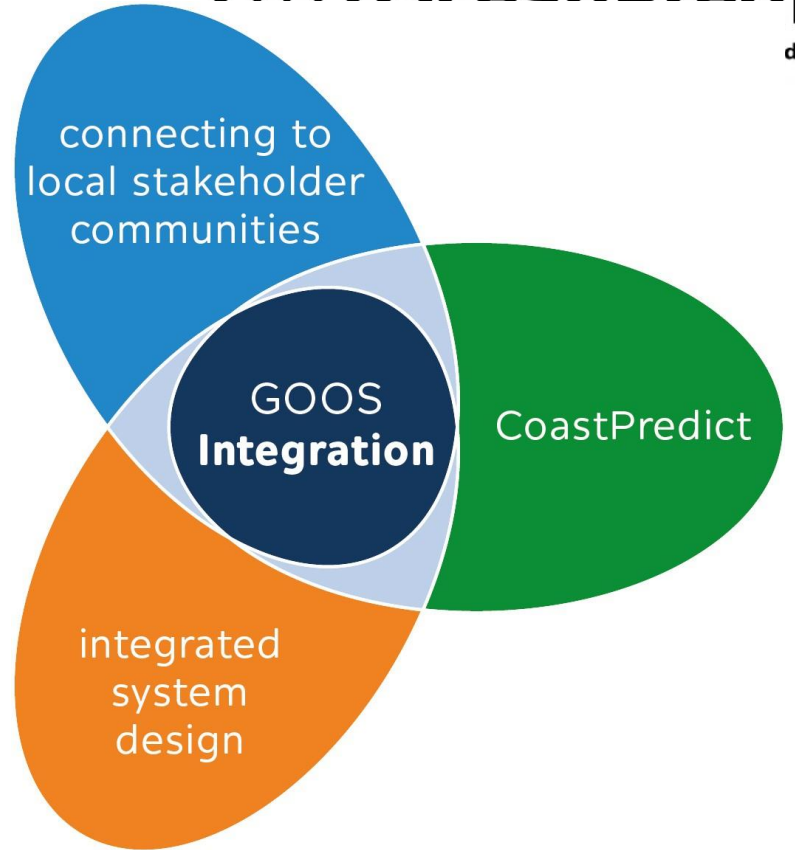 connecting to
local stakeholder
communities
GOOS
Integration
CoastPredict
integrated
system
design